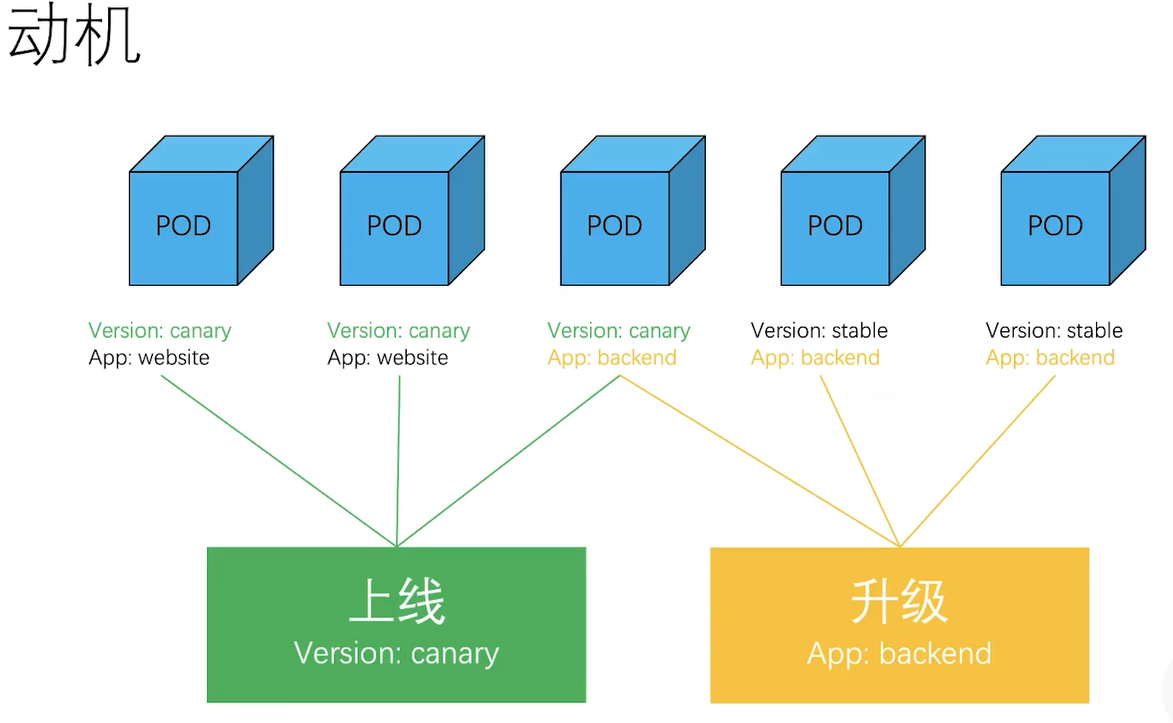 动机
POD
POD
POD
POD
POD
Version: canary
App: website
Version: canary
App: website
Version: canary
App: backend
Version: stable
App: backend
Version: stable
App: backend
上线
Version: canary
升级
App: backend